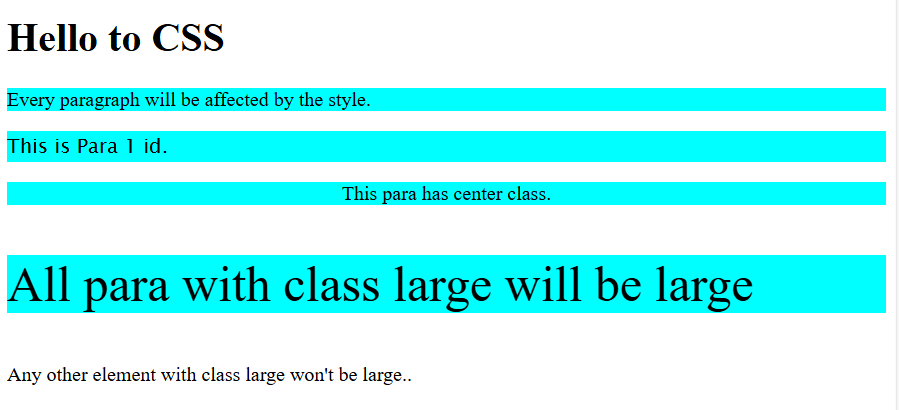 Hello to CSS
Every paragraph will be affected by the style.
This is Para 1 id.
This para has center class.
All para with class large will be large
Any other element with class large won't be large..